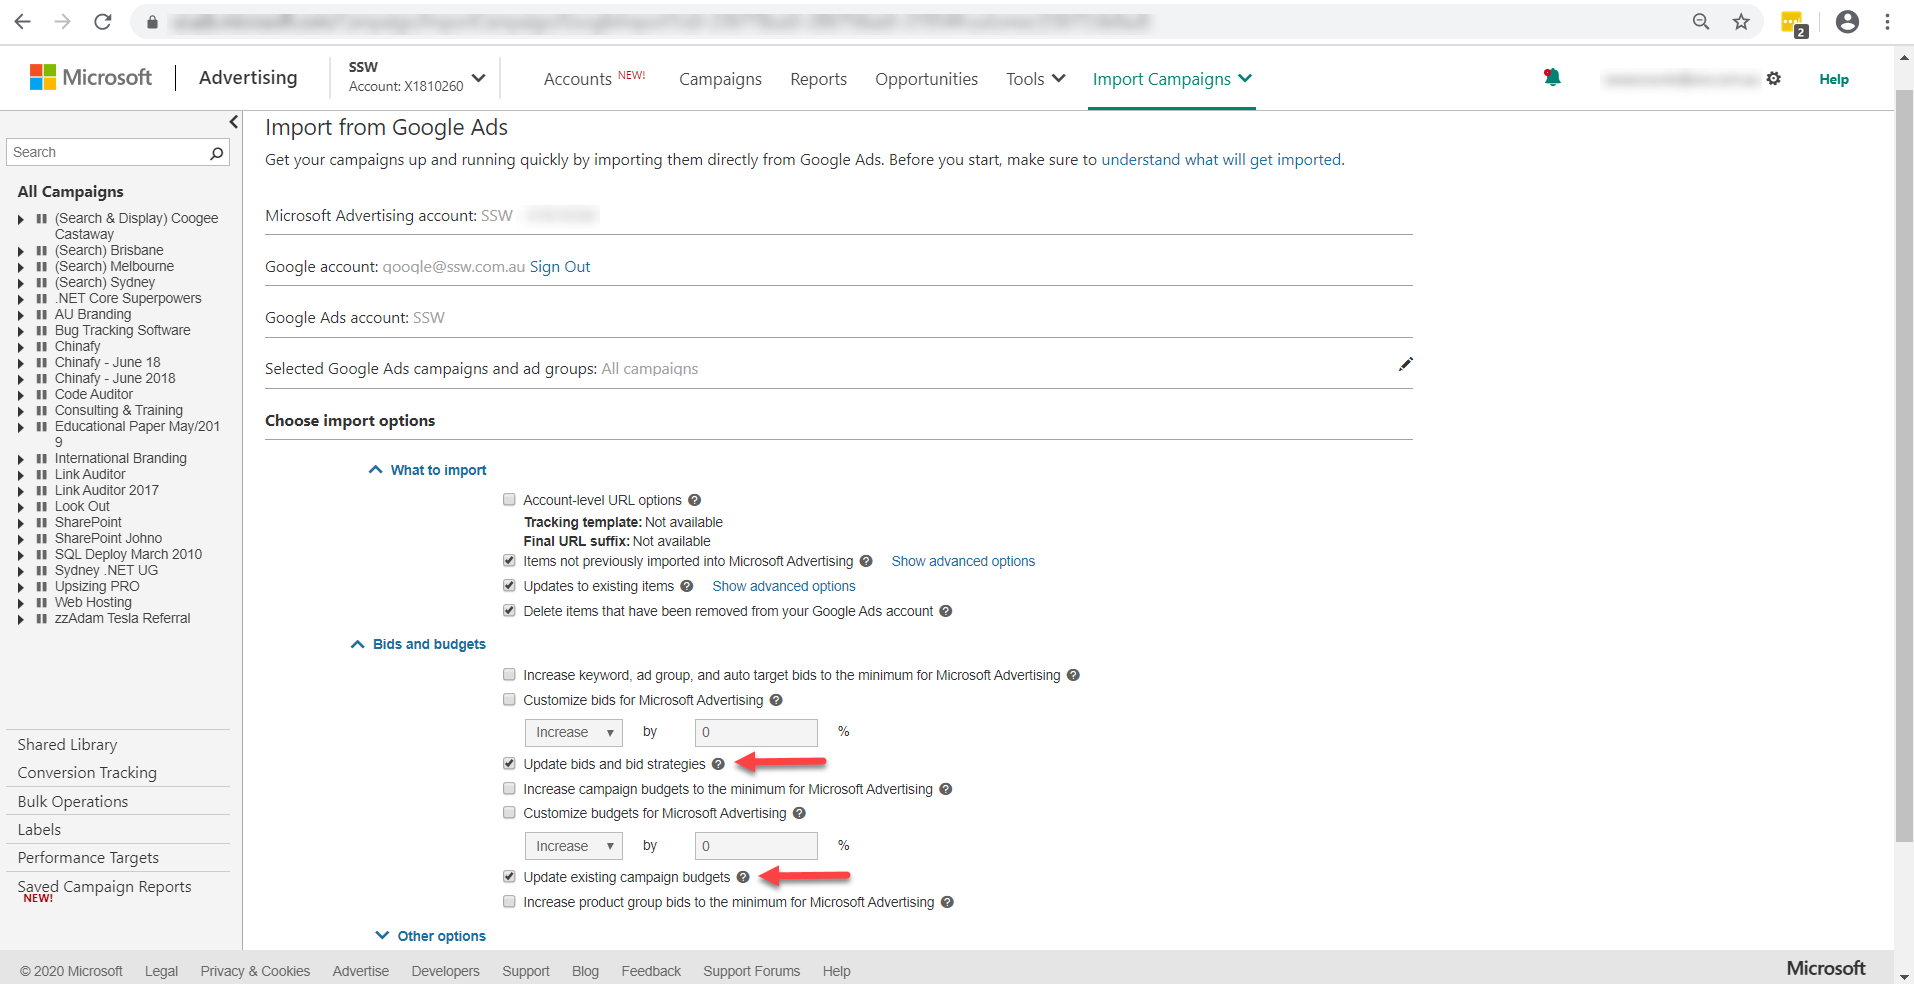 2
Microsoft
Advertising
SSW
Account: X1810260
Accounts NEW!
Campaigns
Reports
Opportunities
Tools
Import Campaigns
Help
Search
All Campaigns
(Search & Display) Coogee
Castaway
(Search) Brisbane
(Search) Melbourne
(Search) Sydney
.NET Core Superpowers
AU Branding
Bug Tracking Software
Chinafy
Chinafy - June 18
Chinafy - June 2018
Code Auditor
Consulting & Training
Educational Paper May/201
9
International Branding
Link Auditor
Link Auditor 2017
Look Out
SharePoint
SharePoint Johno
SQL Deploy March 2010
Sydney .NET UG
Upsizing PRO
Web Hosting
zzAdam Tesla Referral
Shared Library
Conversion Tracking
Bulk Operations
Labels
Performance Targets
Saved Campaign Reports
NEW!
Import from Google Ads
Get your campaigns up and running quickly by importing them directly from Google Ads. Before you start, make sure to understand what will get imported.
Microsoft Advertising account: SSW
Google account: google@ssw.com.au Sign Out
Google Ads account: SSW
Selected Google Ads campaigns and ad groups: All campaigns
Choose import options
What to import
Account-level URL options ?
Tracking template: Not available
Final URL suffix: Not available
Items not previously imported into Microsoft Advertising ? Show advanced options
Updates to existing items ? Show advanced options
Delete items that have been removed from your Google Ads account ?
Bids and budgets
Increase keyword, ad group, and auto target bids to the minimum for Microsoft Advertising ?
Customize bids for Microsoft Advertising ?
Increase by 0 %
Update bids and bid strategies ?
Increase campaign budgets to the minimum for Microsoft Advertising ?
Customize budgets for Microsoft Advertising ?
Increase by 0 %
Update existing campaign budgets ?
Increase product group bids to the minimum for Microsoft Advertising ?
Other options
© 2020 Microsoft Legal Privacy & Cookies Advertise Developers Support Blog Feedback Support Forums Help
Microsoft